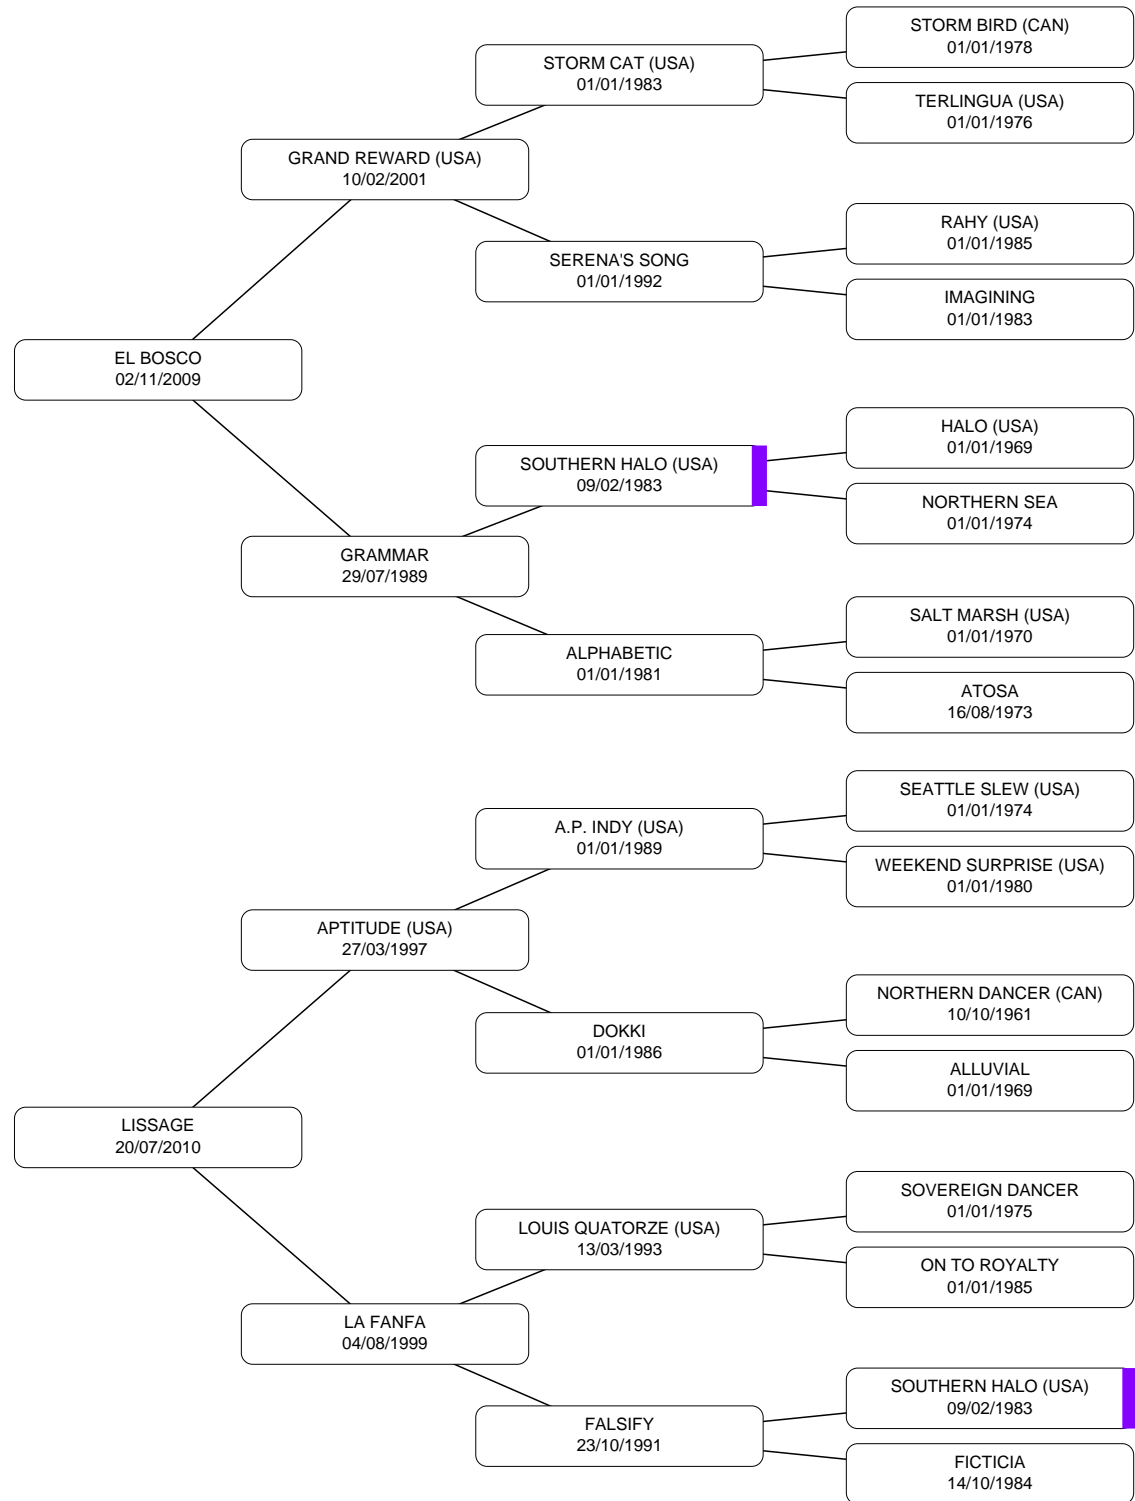 STORM BIRD (CAN)
01/01/1978
STORM CAT (USA)
01/01/1983
TERLINGUA (USA)
01/01/1976
GRAND REWARD (USA)
10/02/2001
RAHY (USA)
01/01/1985
SERENA'S SONG
01/01/1992
IMAGINING
01/01/1983
EL BOSCO
02/11/2009
HALO (USA)
01/01/1969
SOUTHERN HALO (USA)
09/02/1983
NORTHERN SEA
01/01/1974
GRAMMAR
29/07/1989
SALT MARSH (USA)
01/01/1970
ALPHABETIC
01/01/1981
ATOSA
16/08/1973
SEATTLE SLEW (USA)
01/01/1974
A.P. INDY (USA)
01/01/1989
WEEKEND SURPRISE (USA)
01/01/1980
APTITUDE (USA)
27/03/1997
NORTHERN DANCER (CAN)
10/10/1961
DOKKI
01/01/1986
ALLUVIAL
01/01/1969
LISSAGE
20/07/2010
SOVEREIGN DANCER
01/01/1975
LOUIS QUATORZE (USA)
13/03/1993
ON TO ROYALTY
01/01/1985
LA FANFA
04/08/1999
SOUTHERN HALO (USA)
09/02/1983
FALSIFY
23/10/1991
FICTICIA
14/10/1984